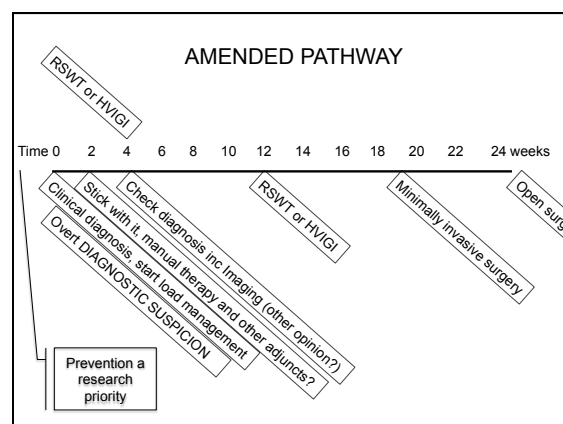 AMENDED PATHWAY
RSWT or HVIGI
Time 0 2 4 6 8 10 12 14 16 18 20 22 24 weeks
Overt DIAGNOSTIC SUSPICION
Clinical diagnosis, start load management
Stick with it, manual therapy and other adjuncts?
Check diagnosis inc Imaging (other opinion?)
RSWT or HVIGI
Minimally invasive surgery
Open
Prevention a
research
priority